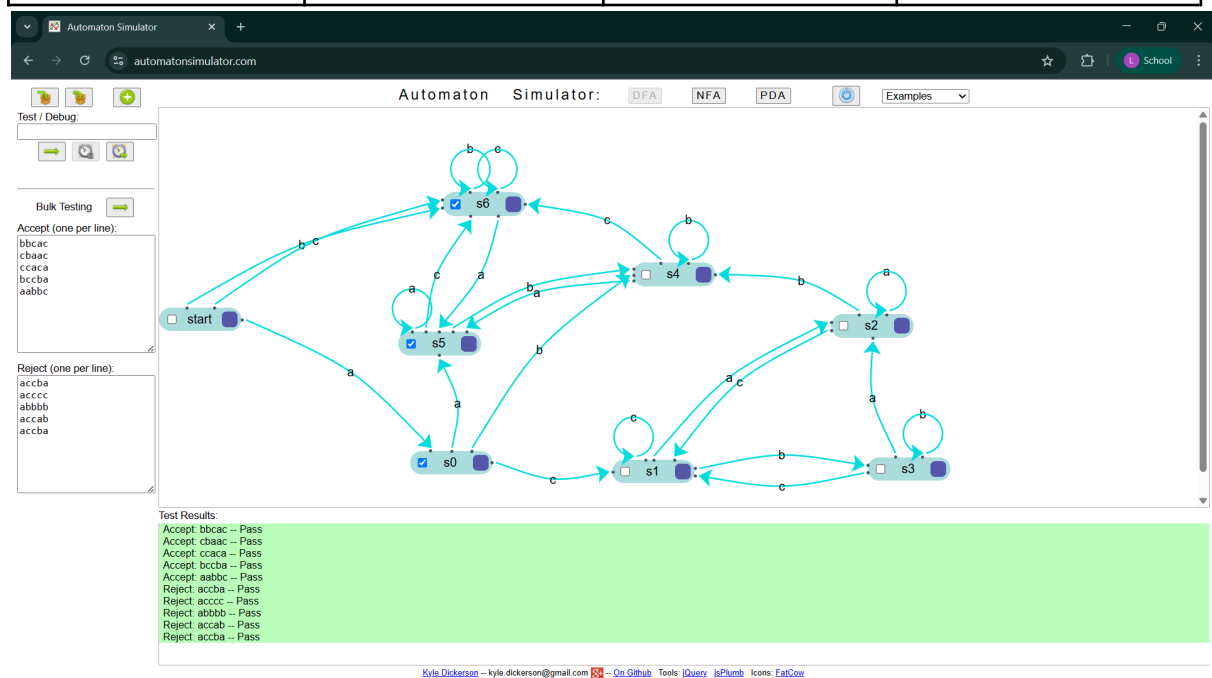 Automaton Simulator
automatonsimulator.com
L School
Automaton Simulator: DFA NFA PDA Examples
Test / Debug:
Bulk Testing
Accept (one per line):
bbcac
cbaac
ccaca
bccba
aabbc
Reject (one per line):
accba
acccc
abbbb
accab
accba
b c
s6
c b
b c
s4
c a a
b
a b a
start s2
s5
b
a a c
a a
c b
s0 s1 b s3
c c
Test Results:
Accept: bbcac -- Pass
Accept: cbaac -- Pass
Accept: ccaca -- Pass
Accept: bccba -- Pass
Accept: aabbc -- Pass
Reject: accba -- Pass
Reject: acccc -- Pass
Reject: abbbb -- Pass
Reject: accab -- Pass
Reject: accba -- Pass
Kyle Dickerson -- kyle.dickerson@gmail.com -- On Github Tools: jQuery jsPlumb Icons: FatCow